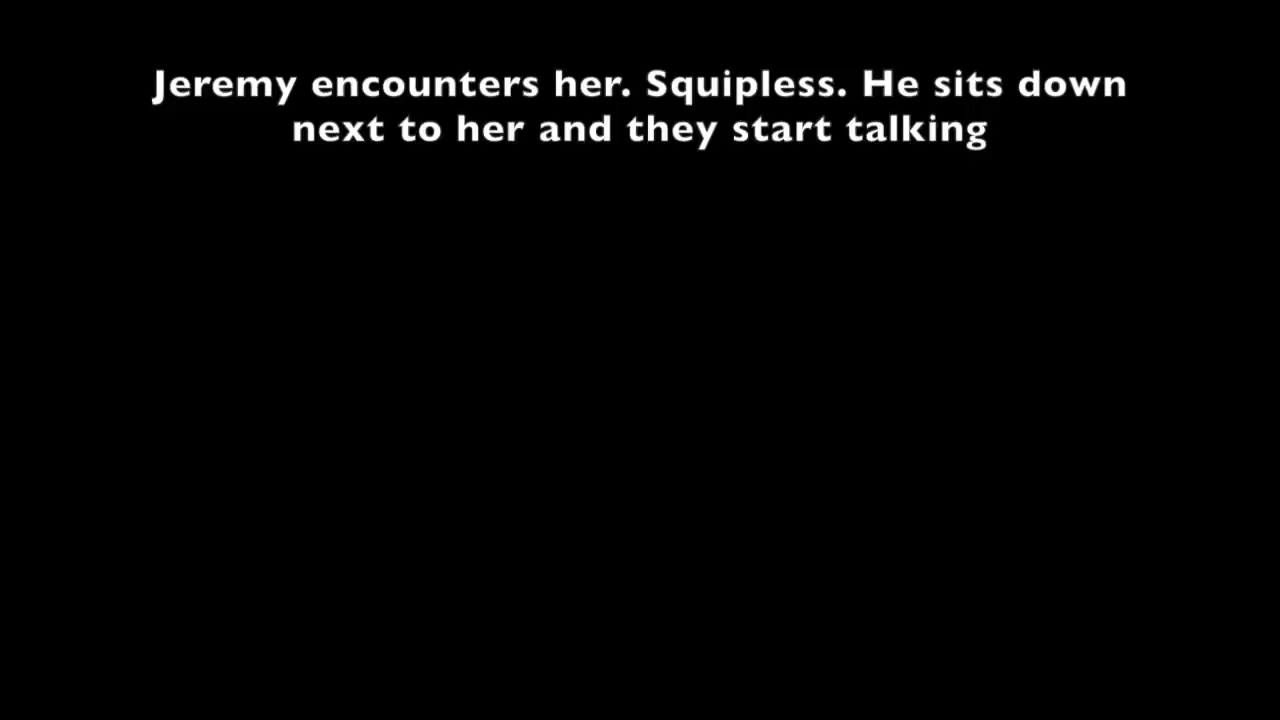 Jeremy encounters her. Squipless. He sits down
next to her and they start talking